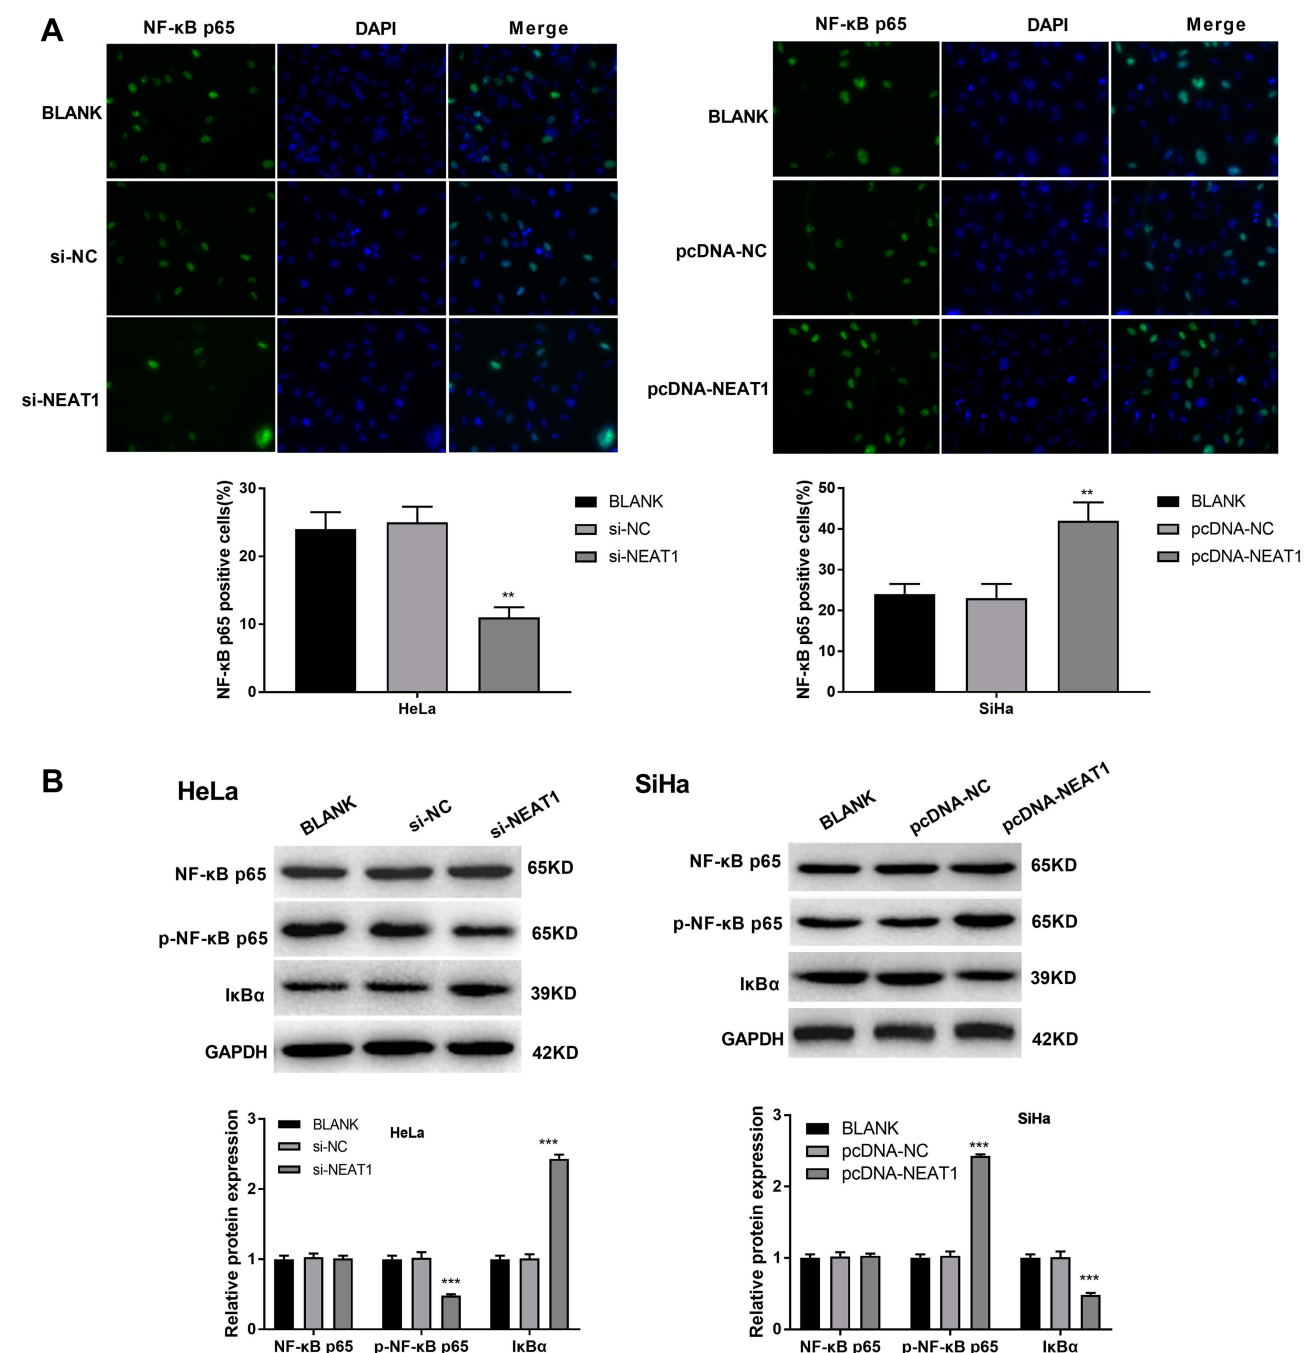 A
NF-κB p65 DAPI Merge
BLANK
si-NC
si-NEAT1
NF-κB p65 DAPI Merge
BLANK
pcDNA-NC
pcDNA-NEAT1
NF-κB p65 positive cells(%)
30
20
10
0
**
HeLa
BLANK
si-NC
si-NEAT1
NF-κB p65 positive cells(%)
50
40
30
20
10
0
**
SiHa
BLANK
pcDNA-NC
pcDNA-NEAT1
B
HeLa
BLANK si-NC si-NEAT1
NF-κB p65 65KD
p-NF-κB p65 65KD
IκBα 39KD
GAPDH 42KD
SiHa
BLANK pcDNA-NC pcDNA-NEAT1
NF-κB p65 65KD
p-NF-κB p65 65KD
IκBα 39KD
GAPDH 42KD
Relative protein expression
3
2
1
0
BLANK
si-NC
si-NEAT1
HeLa
***
***
NF-κB p65 p-NF-κB p65 IκBα
Relative protein expression
3
2
1
0
BLANK
pcDNA-NC
pcDNA-NEAT1
SiHa
***
***
NF-κB p65 p-NF-κB p65 IκBα